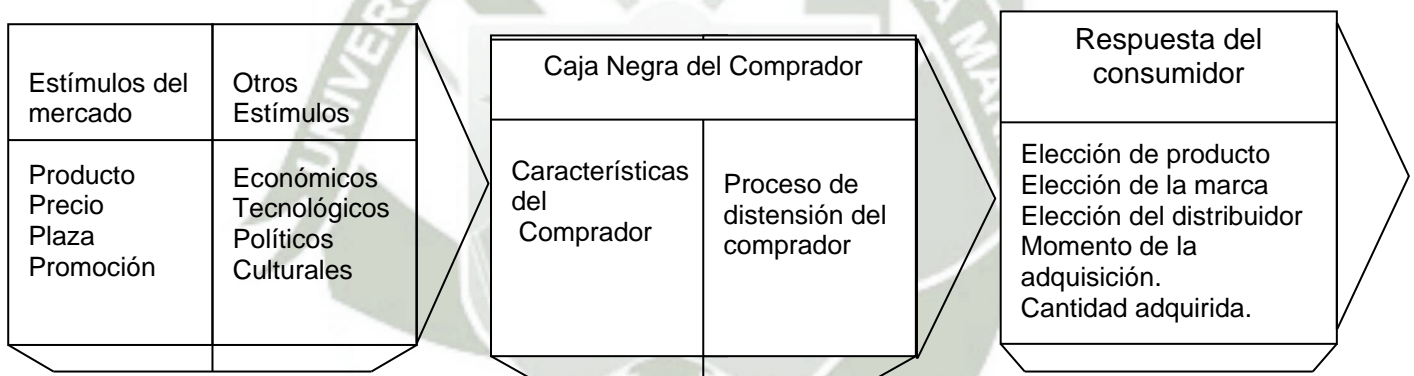 Estímulos del
mercado
Otros
Estímulos
Producto
Precio
Plaza
Promoción
Económicos
Tecnológicos
Políticos
Culturales
Caja Negra del Comprador
Característícas
del
Comprador
Proceso de
distensión del
comprador
Respuesta del
consumidor
Elección de producto
Elección de la marca
Elección del distribuidor
Momento de la
adquisición.
Cantidad adquirida.